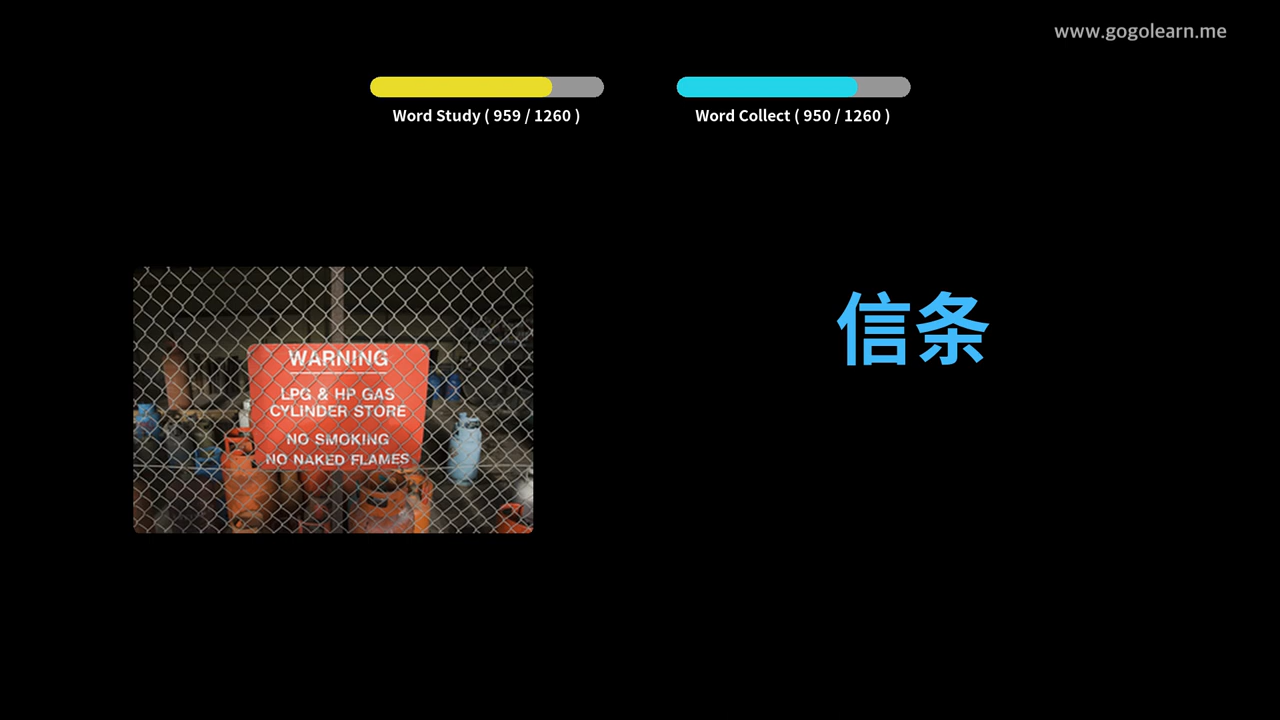 www.gogolearn.me
Word Study ( 959 / 1260 )
Word Collect ( 950 / 1260 )
WARNING
LPG & HP GAS
CYLINDER STORE
NO SMOKING
NO NAKED FLAMES
信条